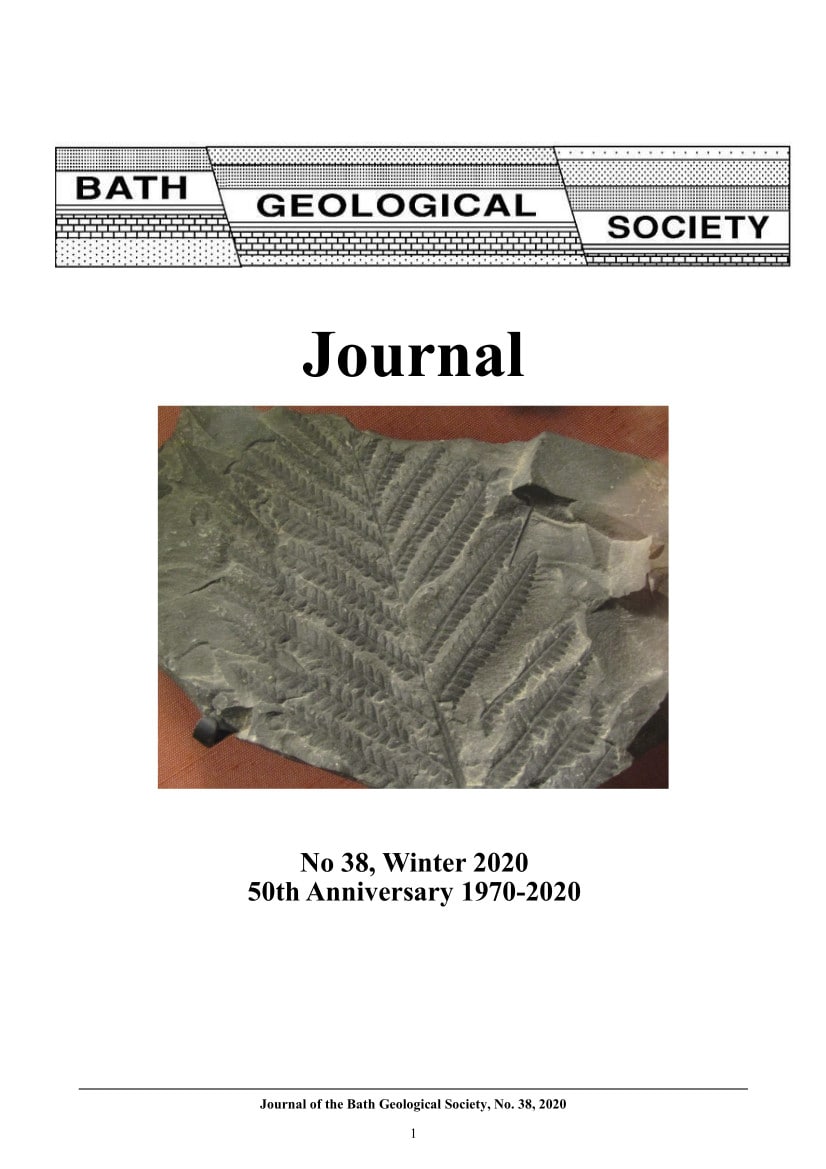 BATH
GEOLOGICAL
SOCIETY
Journal
No 38, Winter 2020
50th Anniversary 1970-2020
Journal of the Bath Geological Society, No. 38, 2020
1